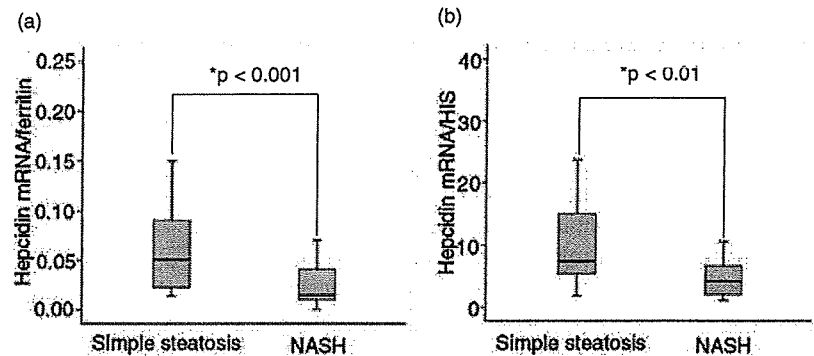 (a)
Hepcidin mRNA/ferritin
0.25
0.20
0.15
0.10
0.05
0.00
*p < 0.001
Simple steatosis
NASH
(b)
Hepcidin mRNA/HIS
40
30
20
10
0
*p < 0.01
Simple steatosis
NASH